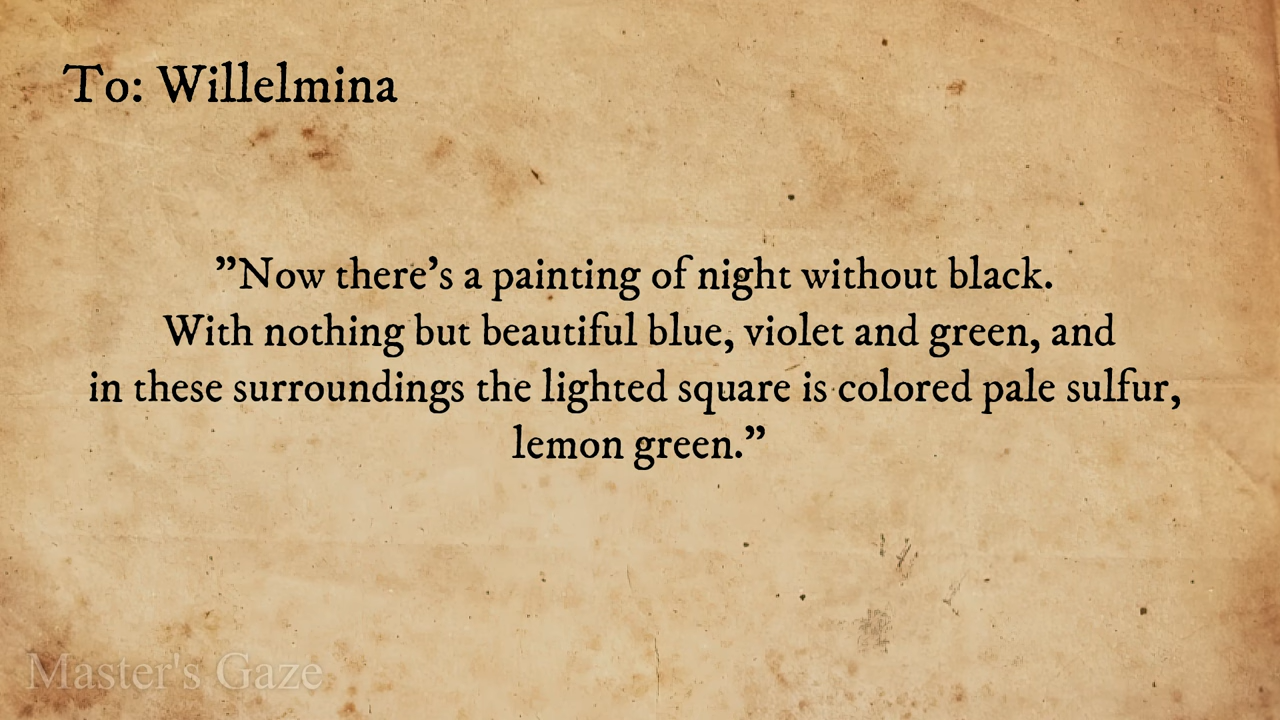 To: Willelmina
”Now there’s a painting of night without black.
With nothing but beautiful blue, violet and green, and
in these surroundings the lighted square is colored pale sulfur,
lemon green.”
Master's Gaze